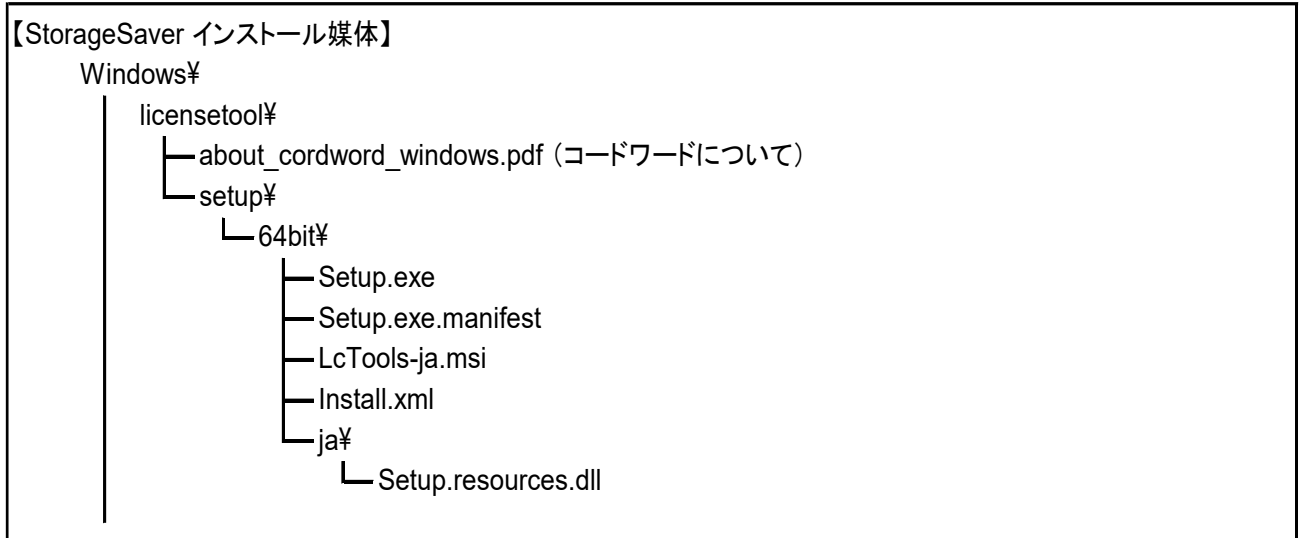 【StorageSaver インストール媒体】
Windows¥
licensetool¥
about_cordword_windows.pdf（コードワードについて）
setup¥
64bit¥
Setup.exe
Setup.exe.manifest
LcTools-ja.msi
Install.xml
ja¥
Setup.resources.dll